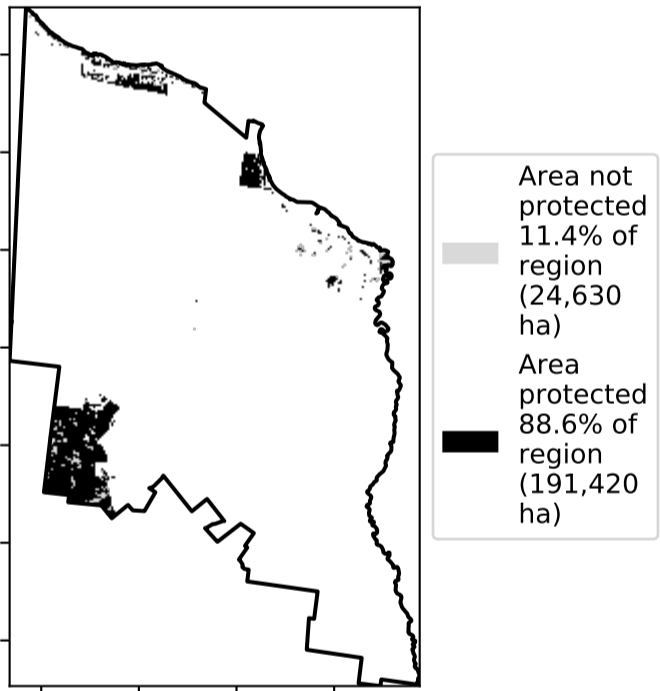 Area not
protected
11.4% of
region
(24,630
ha)
Area
protected
88.6% of
region
(191,420
ha)